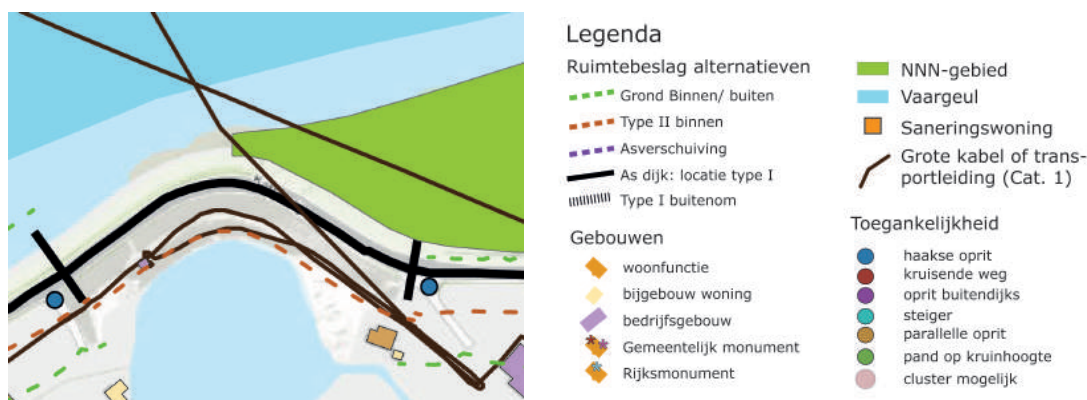 Legenda
Ruimtebeslag alternatieven
Grond Binnen/ buiten
Type II binnen
Asverschuiving
As dijk: locatie type I
Type I buitenom
Gebouwen
woonfunctie
bijgebouw woning
bedrijfsgebouw
Gemeentelijk monument
Rijksmonument
NNN-gebied
Vaargeul
Saneringswoning
Grote kabel of trans-
portleiding (Cat. 1)
Toegankelijkheid
haakse oprit
kruisende weg
oprit buitendijks
steiger
parallelle oprit
pand op kruinhoogte
cluster mogelijk